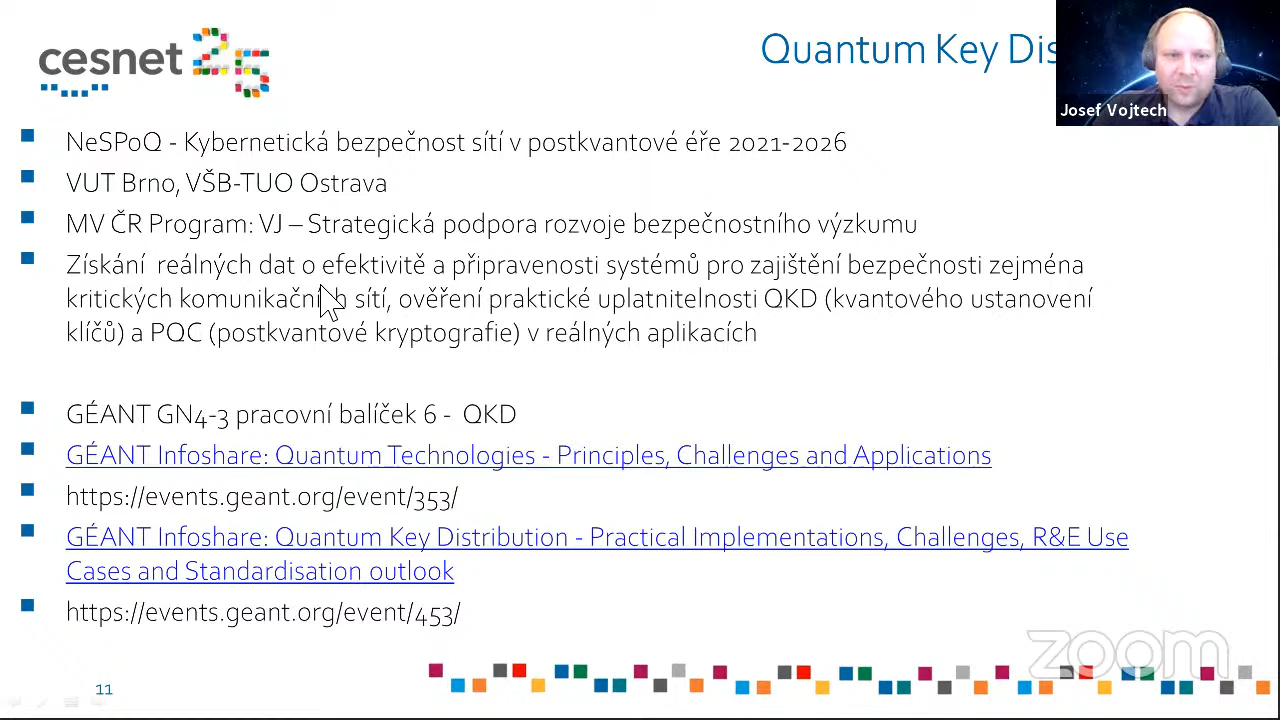 cesnet 25
Quantum Key Dis
Josef Vojtech
NeSPoQ - Kybernetická bezpečnost sítí v postkvantové éře 2021-2026
VUT Brno, VŠB-TUO Ostrava
MV ČR Program: VJ – Strategická podpora rozvoje bezpečnostního výzkumu
Získání reálných dat o efektivitě a připravenosti systémů pro zajištění bezpečnosti zejména
kritických komunikačních sítí, ověření praktické uplatnitelnosti QKD (kvantového ustanovení
klíčů) a PQC (postkvantové kryptografie) v reálných aplikacích
GÉANT GN4-3 pracovní balíček 6 - QKD
GÉANT Infoshare: Quantum Technologies - Principles, Challenges and Applications
https://events.geant.org/event/353/
GÉANT Infoshare: Quantum Key Distribution - Practical Implementations, Challenges, R&E Use
Cases and Standardisation outlook
https://events.geant.org/event/453/
zoom
11